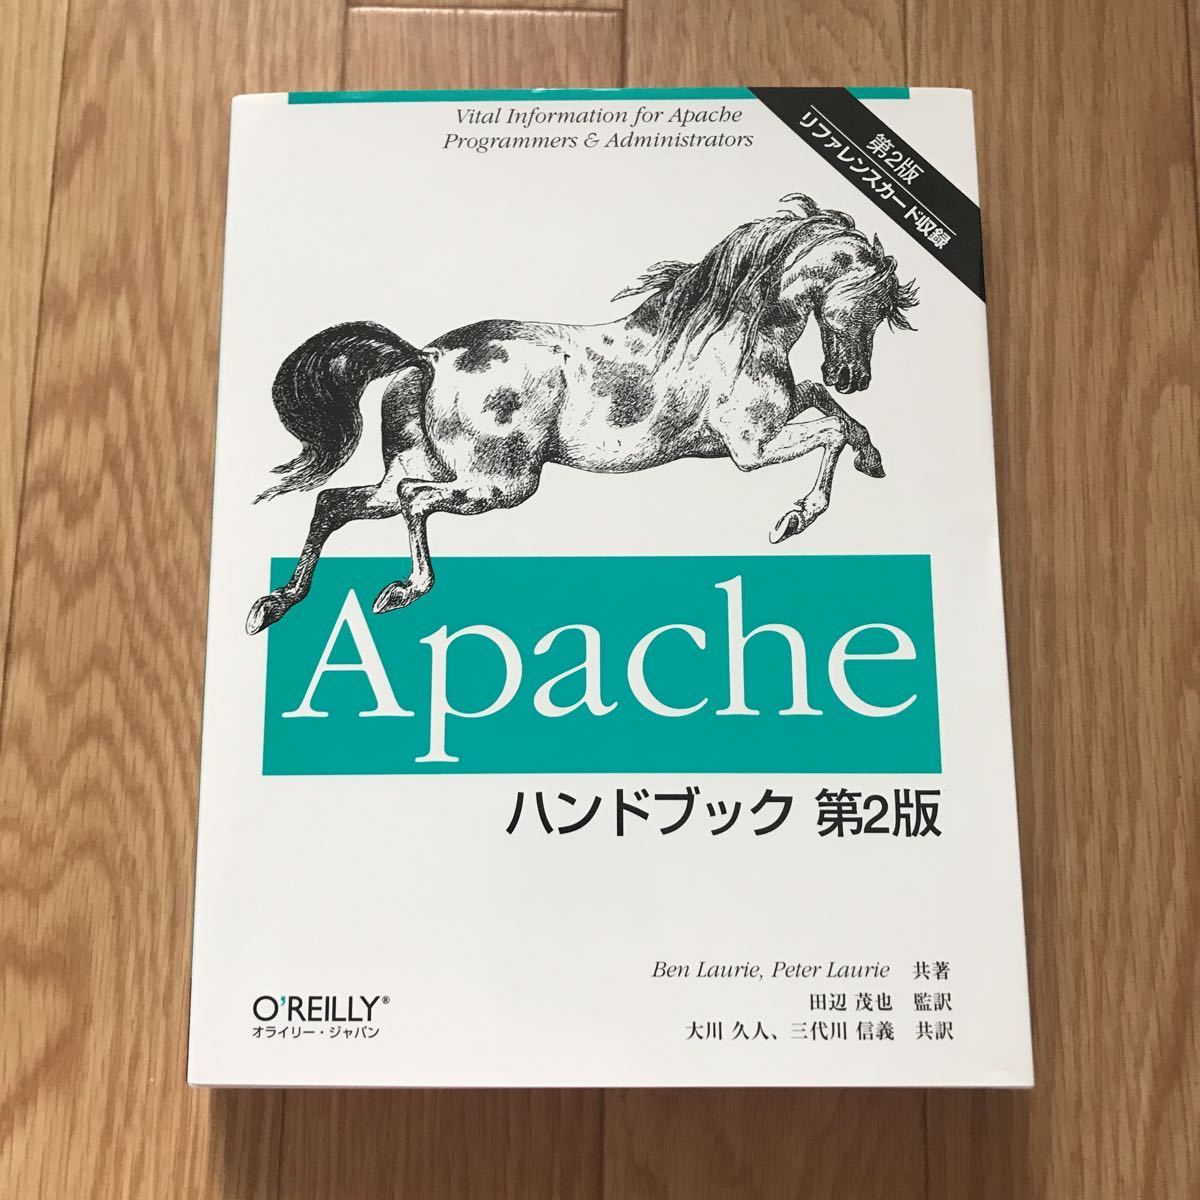 Vital Information for Apache
Programmers & Administrators
第2版
リファレンスカード収録
Apache
ハンドブック 第2版
Ben Laurie, Peter Laurie 共著
田辺 茂也 監訳
大川 久人、三代川 信義 共訳
O'REILLY®
オライリー・ジャパン